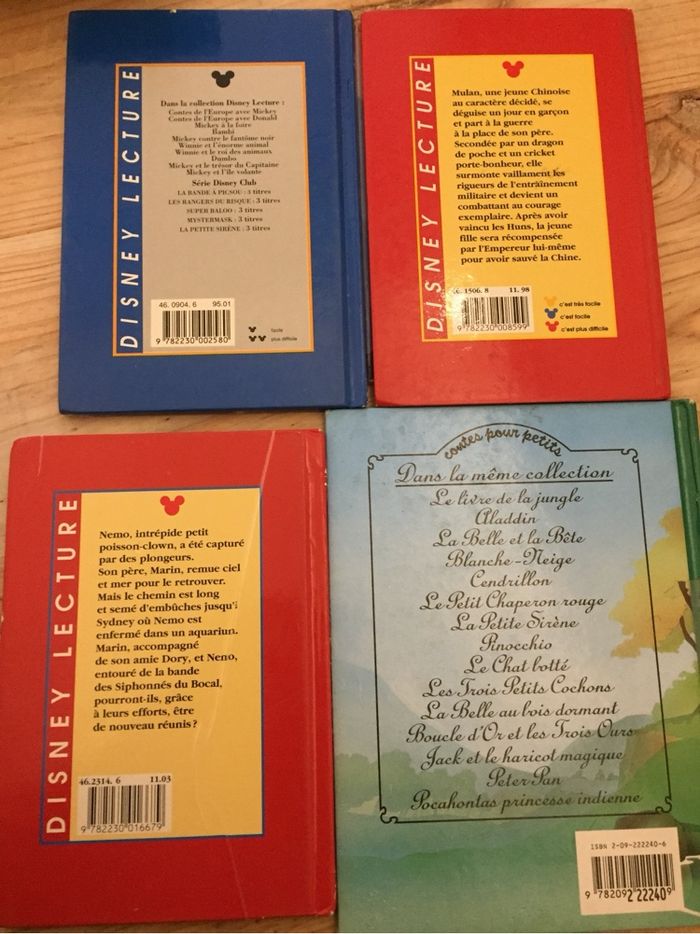 DISNEY LECTURE
Dans la collection Disney Lecture :
Contes de l'Europe avec Mickey
Contes de l'Europe avec Donald
Mickey à la foire
Bambi
Mickey contre le fantôme noir
Winnie et l'énorme animal
Winnie et le roi des animaux
Dumbo
Mickey et le trésor du Capitaine
Mickey et l'île volante
Série Disney Club
LA BANDE À PICSOU : 3 titres
LES RANGERS DU RISQUE : 3 titres
SUPER BALOO : 3 titres
MYSTERMASK : 3 titres
LA PETITE SIRÈNE : 3 titres
46. 0904. 6 95.01
9 782230 002580
facile
plus difficile
DISNEY LECTURE
Mulan, une jeune Chinoise
au caractère décidé, se
déguise un jour en garçon
et part à la guerre
à la place de son père.
Secondée par un dragon
de poche et un cricket
porte-bonheur, elle
surmonte vaillament les
rigueurs de l'entraînement
militaire et devient un
combattant au courage
exemplaire. Après avoir
vaincu les Huns, la jeune
fille sera récompensée
par l'Empereur lui-même
pour avoir sauvé la Chine.
46. 1506. 8 11. 98
9 782230 008599
c'est très facile
c'est facile
c'est plus difficile
DISNEY LECTURE
Nemo, intrépide petit
poisson-clown, a été capturé
par des plongeurs.
Son père, Marin, remue ciel
et mer pour le retrouver.
Mais le chemin est long
et semé d'embûches jusqu'à
Sydney où Nemo est
enfermé dans un aquarium.
Marin, accompagné
de son amie Dory, et Nemo,
entouré de la bande
des Siphonnés du Bocal,
pourront-ils, grâce
à leurs efforts, être
de nouveau réunis ?
46.2314. 6 11.03
9 782230 016679
contes pour petits
Dans la même collection
Le livre de la jungle
Aladdin
La Belle et la Bête
Blanche-Neige
Cendrillon
Le Petit Chaperon rouge
La Petite Sirène
Pinocchio
Le Chat botté
Les Trois Petits Cochons
La Belle au bois dormant
Boucle d'Or et les Trois Ours
Jack et le haricot magique
Peter Pan
Pocahontas princesse indienne
ISBN 2-09-222240-6
9 782092 222409